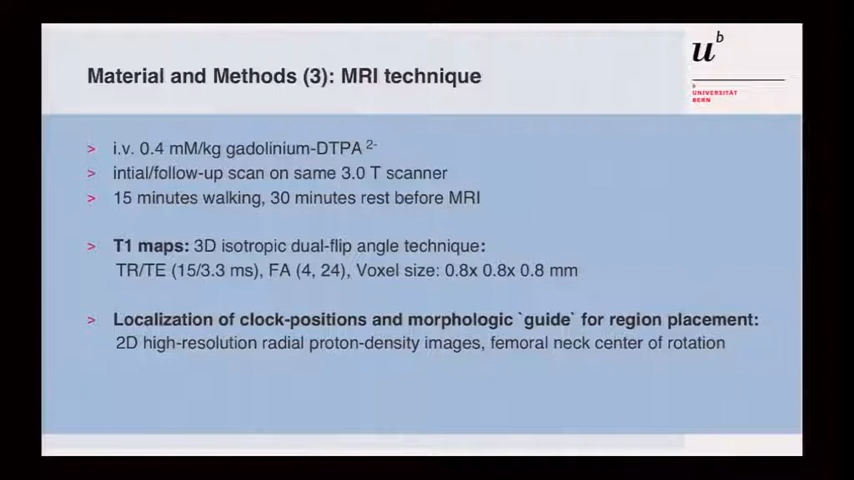 Material and Methods (3): MRI technique
u^b
b
UNIVERSITÄT
BERN
> i.v. 0.4 mM/kg gadolinium-DTPA ²⁻
> intial/follow-up scan on same 3.0 T scanner
> 15 minutes walking, 30 minutes rest before MRI
> T1 maps: 3D isotropic dual-flip angle technique:
TR/TE (15/3.3 ms), FA (4, 24), Voxel size: 0.8x 0.8x 0.8 mm
> Localization of clock-positions and morphologic `guide` for region placement:
2D high-resolution radial proton-density images, femoral neck center of rotation